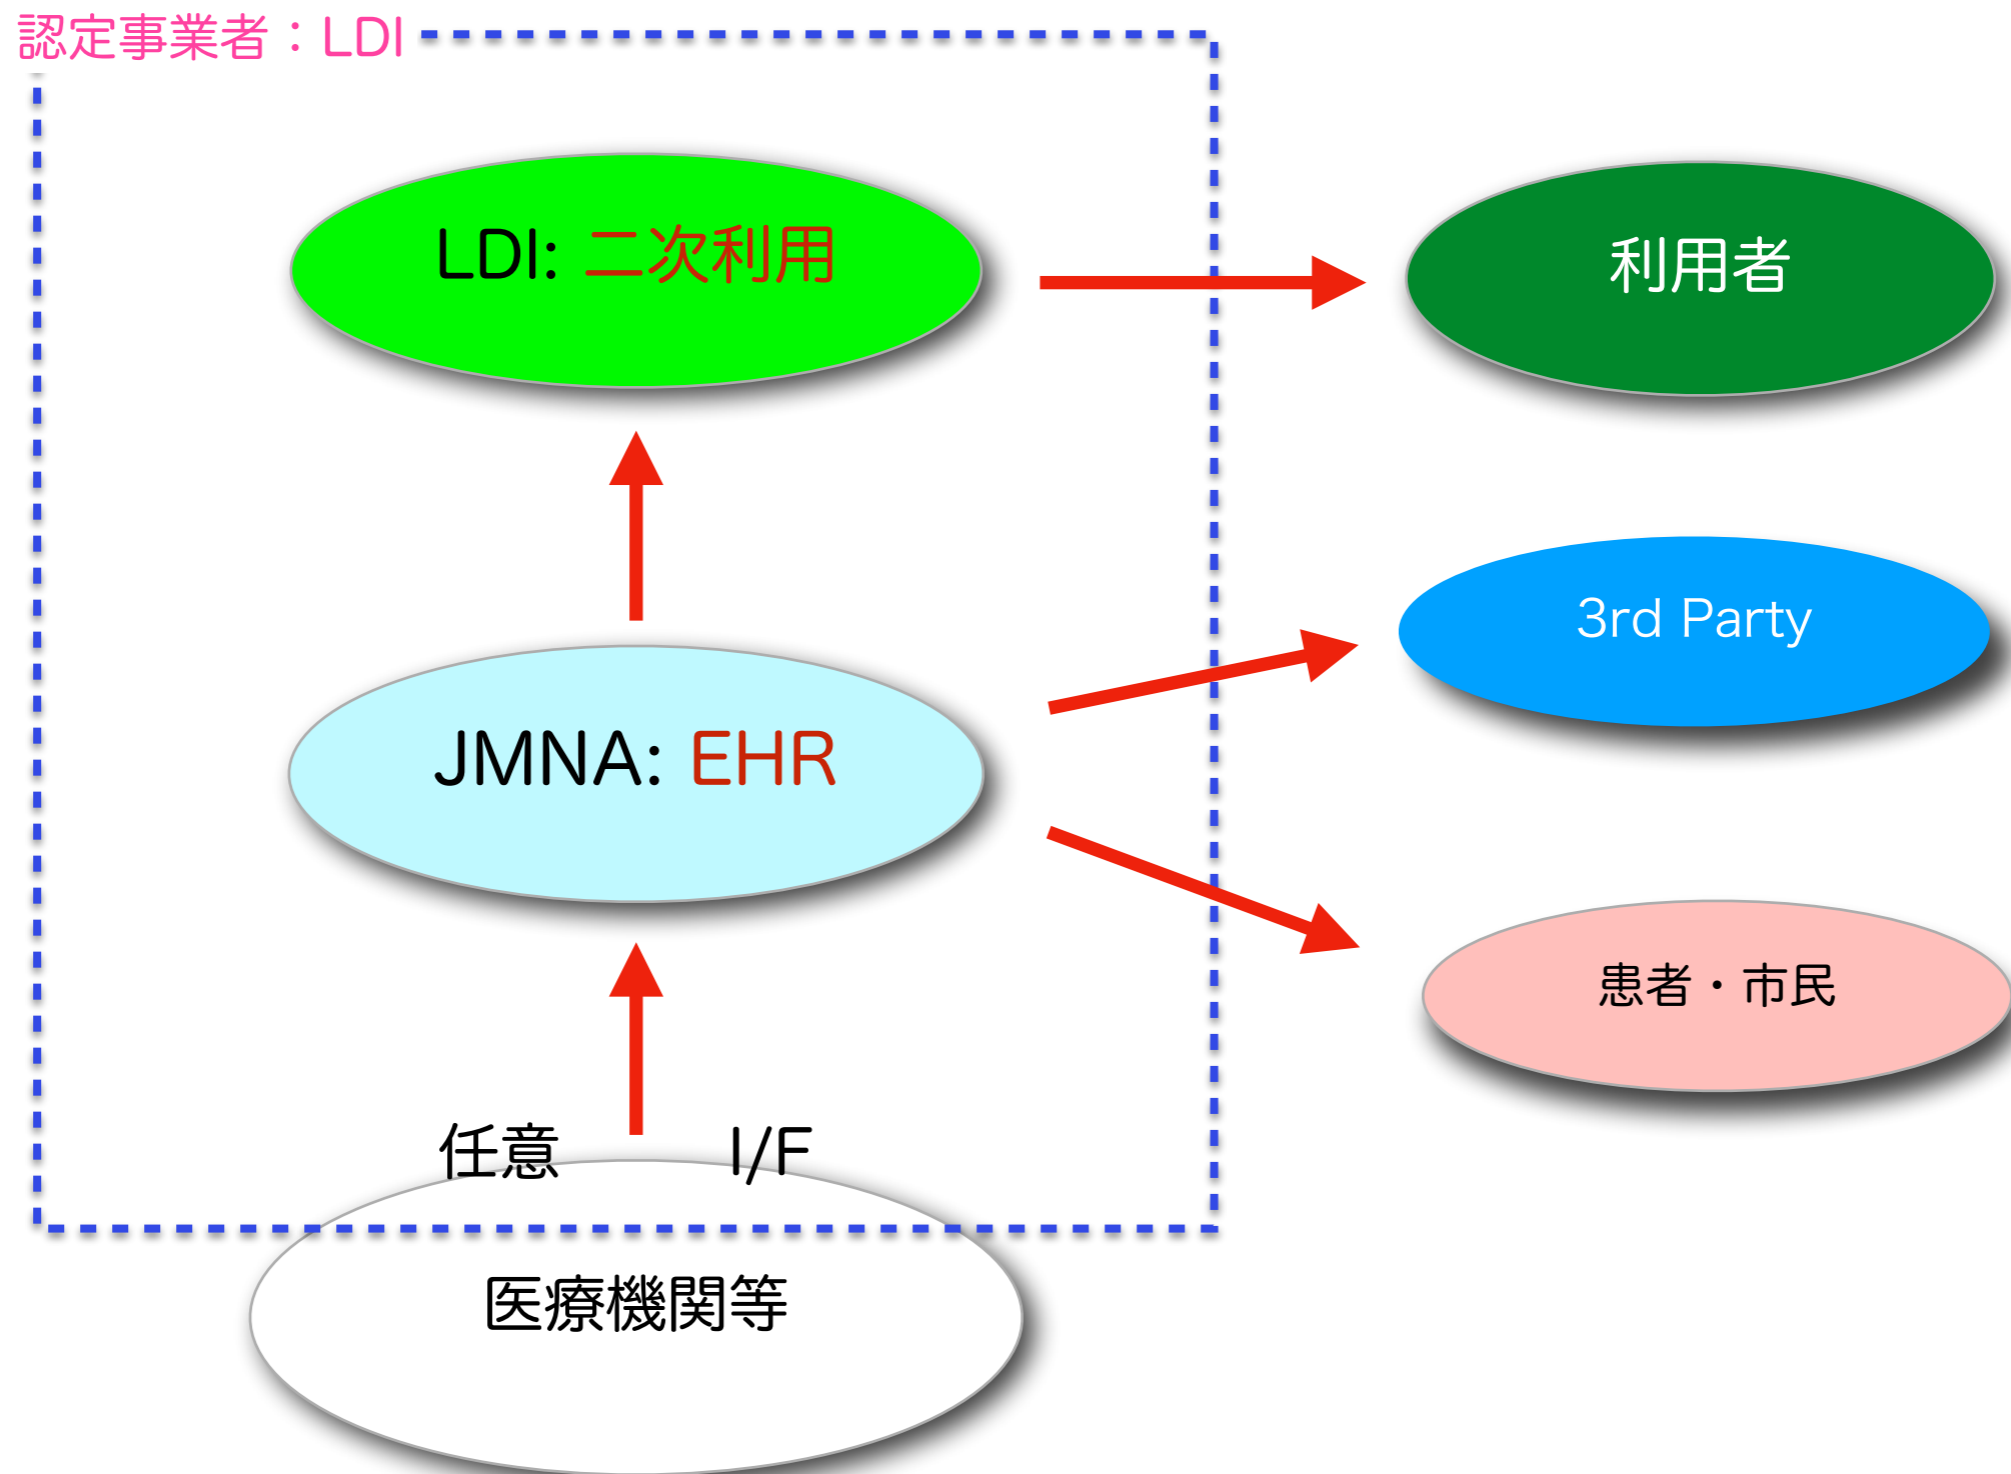 認定事業者：LDI
LDI: 二次利用
利用者
3rd Party
JMNA: EHR
患者・市民
任意 I/F
医療機関等